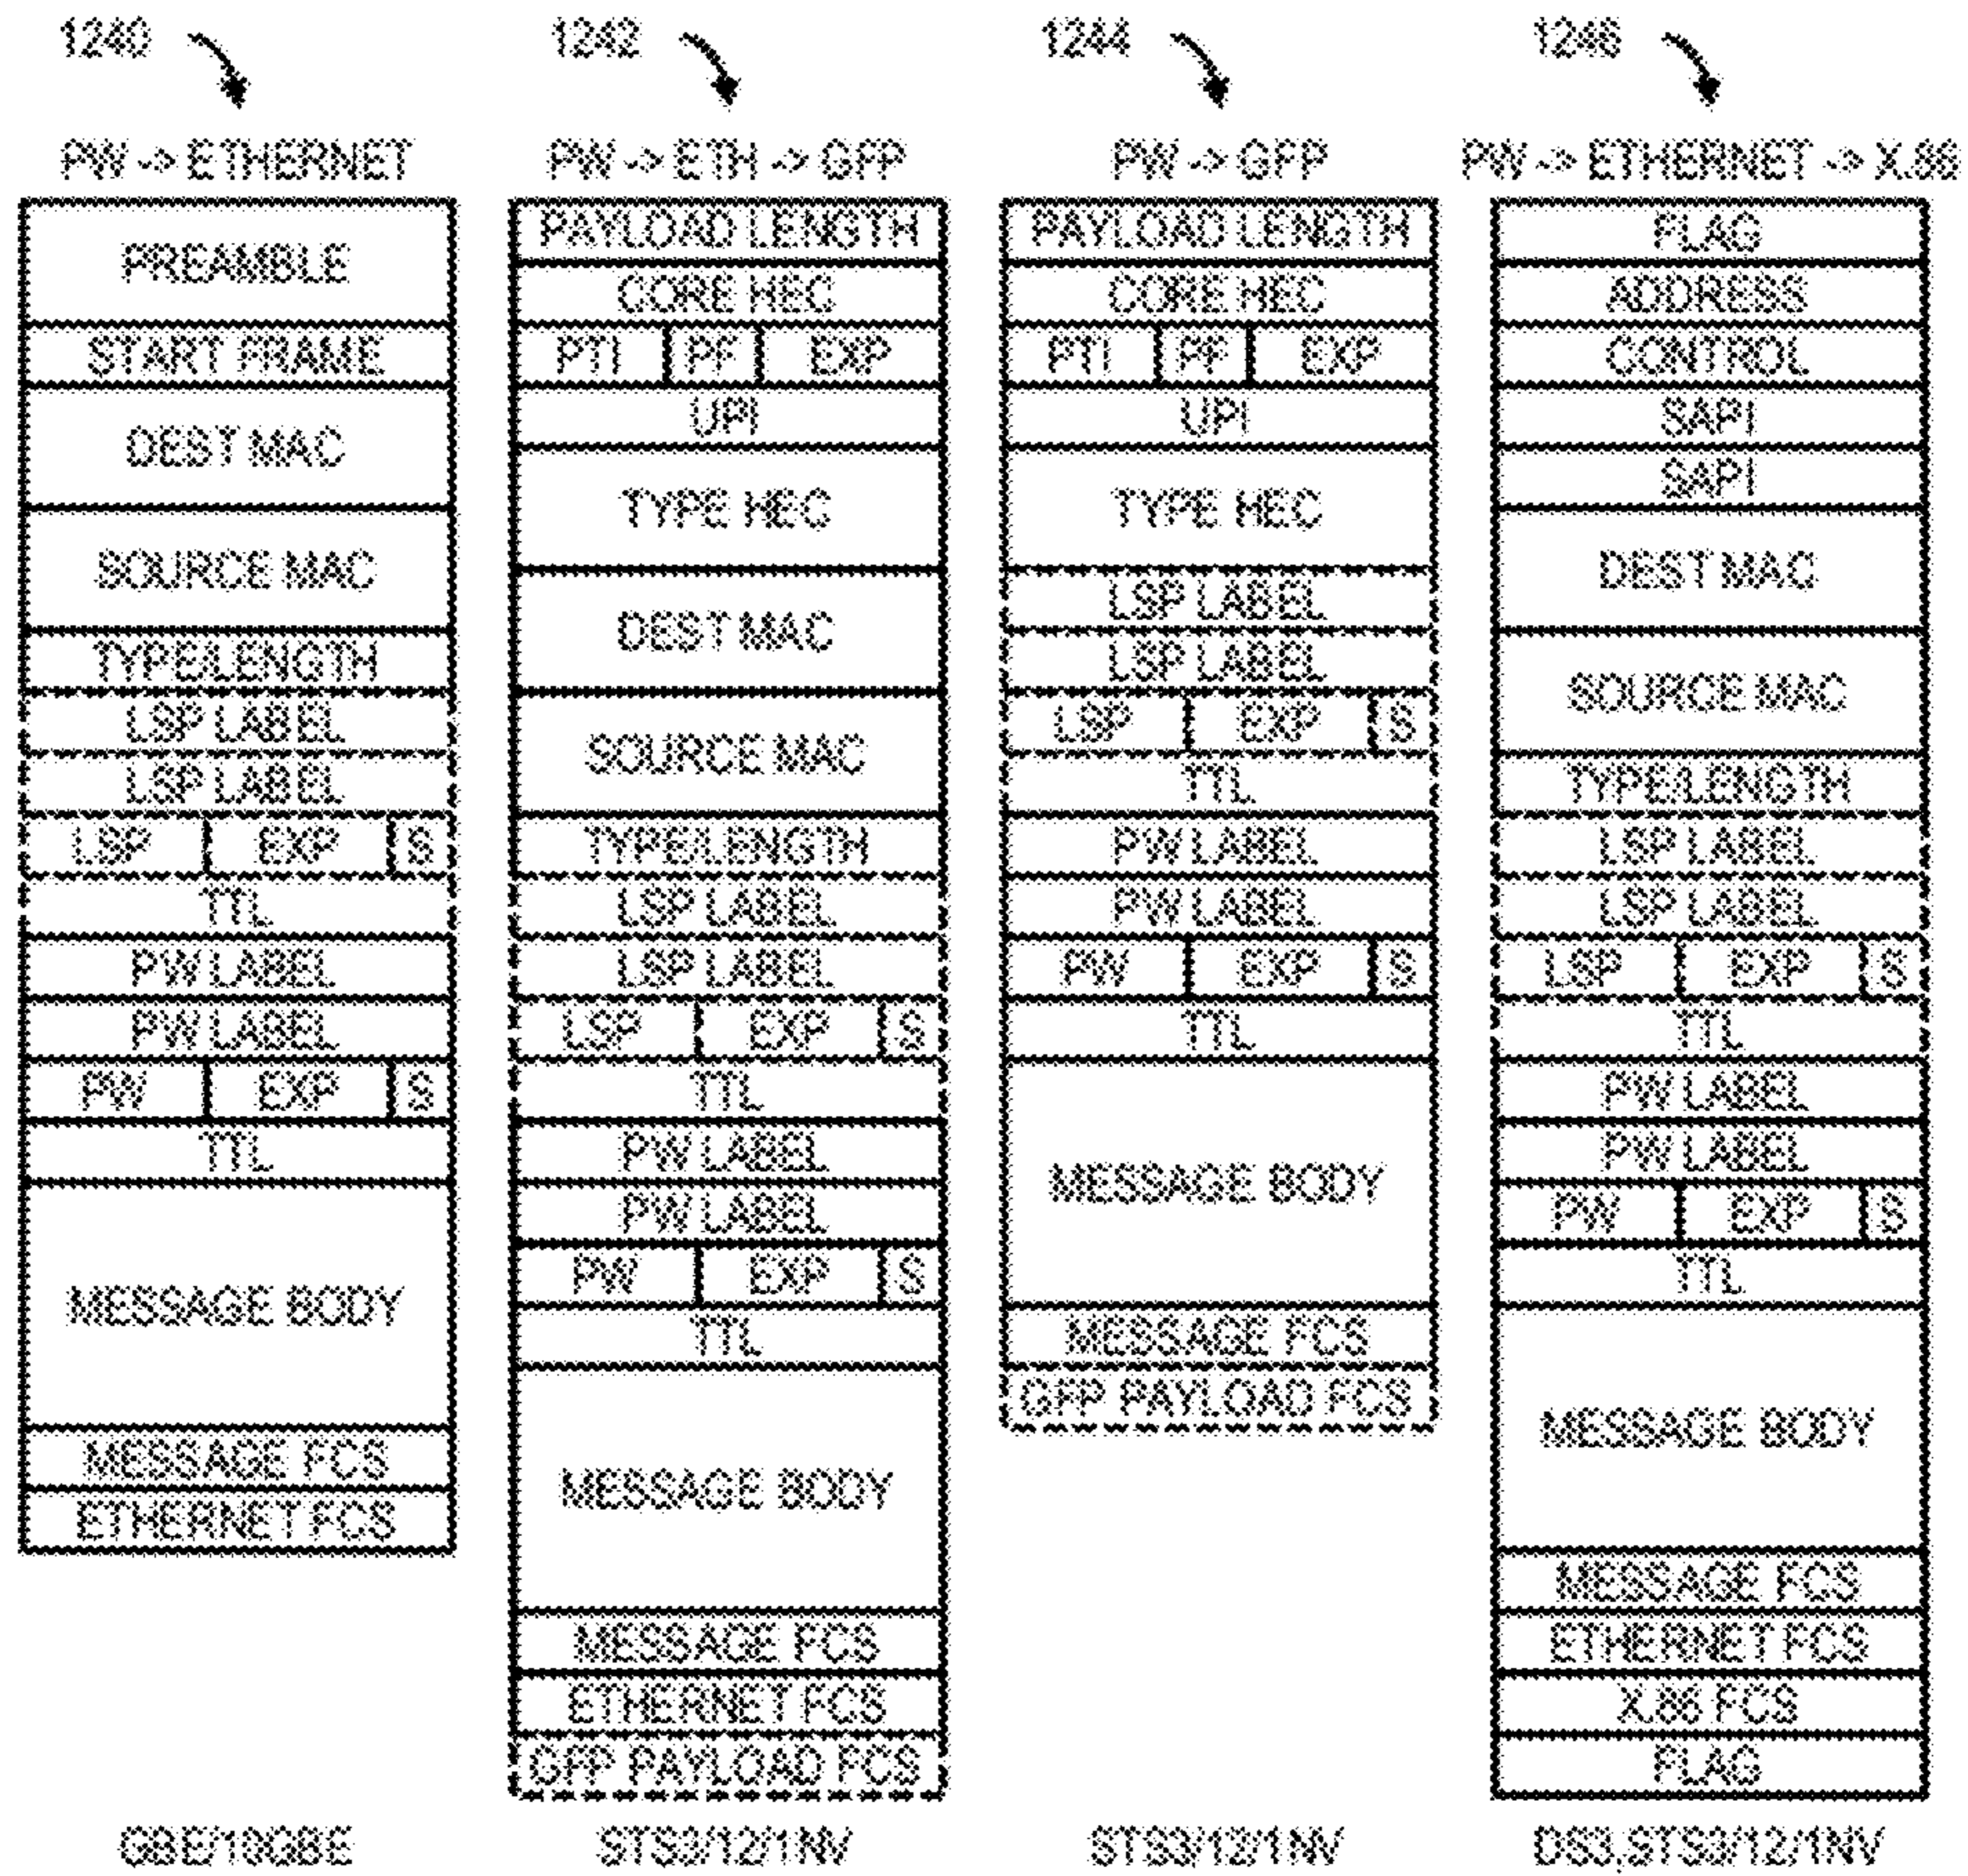 1240
PW -> ETHERNET
PREAMBLE
START FRAME
DEST MAC
SOURCE MAC
TYPE/LENGTH
LSP LABEL
LSP LABEL
LSP EXP S
TTL
PW LABEL
PW LABEL
PW EXP S
TTL
MESSAGE BODY
MESSAGE FCS
ETHERNET FCS
GBE/10GBE
1242
PW -> ETH -> GFP
PAYLOAD LENGTH
CORE HEC
PTI PF EXP
UPI
TYPE HEC
DEST MAC
SOURCE MAC
TYPE/LENGTH
LSP LABEL
LSP LABEL
LSP EXP S
TTL
PW LABEL
PW LABEL
PW EXP S
TTL
MESSAGE BODY
MESSAGE FCS
ETHERNET FCS
GFP PAYLOAD FCS
STS3/12/1NV
1244
PW -> GFP
PAYLOAD LENGTH
CORE HEC
PTI PF EXP
UPI
TYPE HEC
LSP LABEL
LSP LABEL
LSP EXP S
TTL
PW LABEL
PW LABEL
PW EXP S
TTL
MESSAGE BODY
MESSAGE FCS
GFP PAYLOAD FCS
STS3/12/1NV
1246
PW -> ETHERNET -> X.86
FLAG
ADDRESS
CONTROL
SAPI
SAPI
DEST MAC
SOURCE MAC
TYPE/LENGTH
LSP LABEL
LSP LABEL
LSP EXP S
TTL
PW LABEL
PW LABEL
PW EXP S
TTL
MESSAGE BODY
MESSAGE FCS
ETHERNET FCS
X.86 FCS
FLAG
DS3,STS3/12/1NV